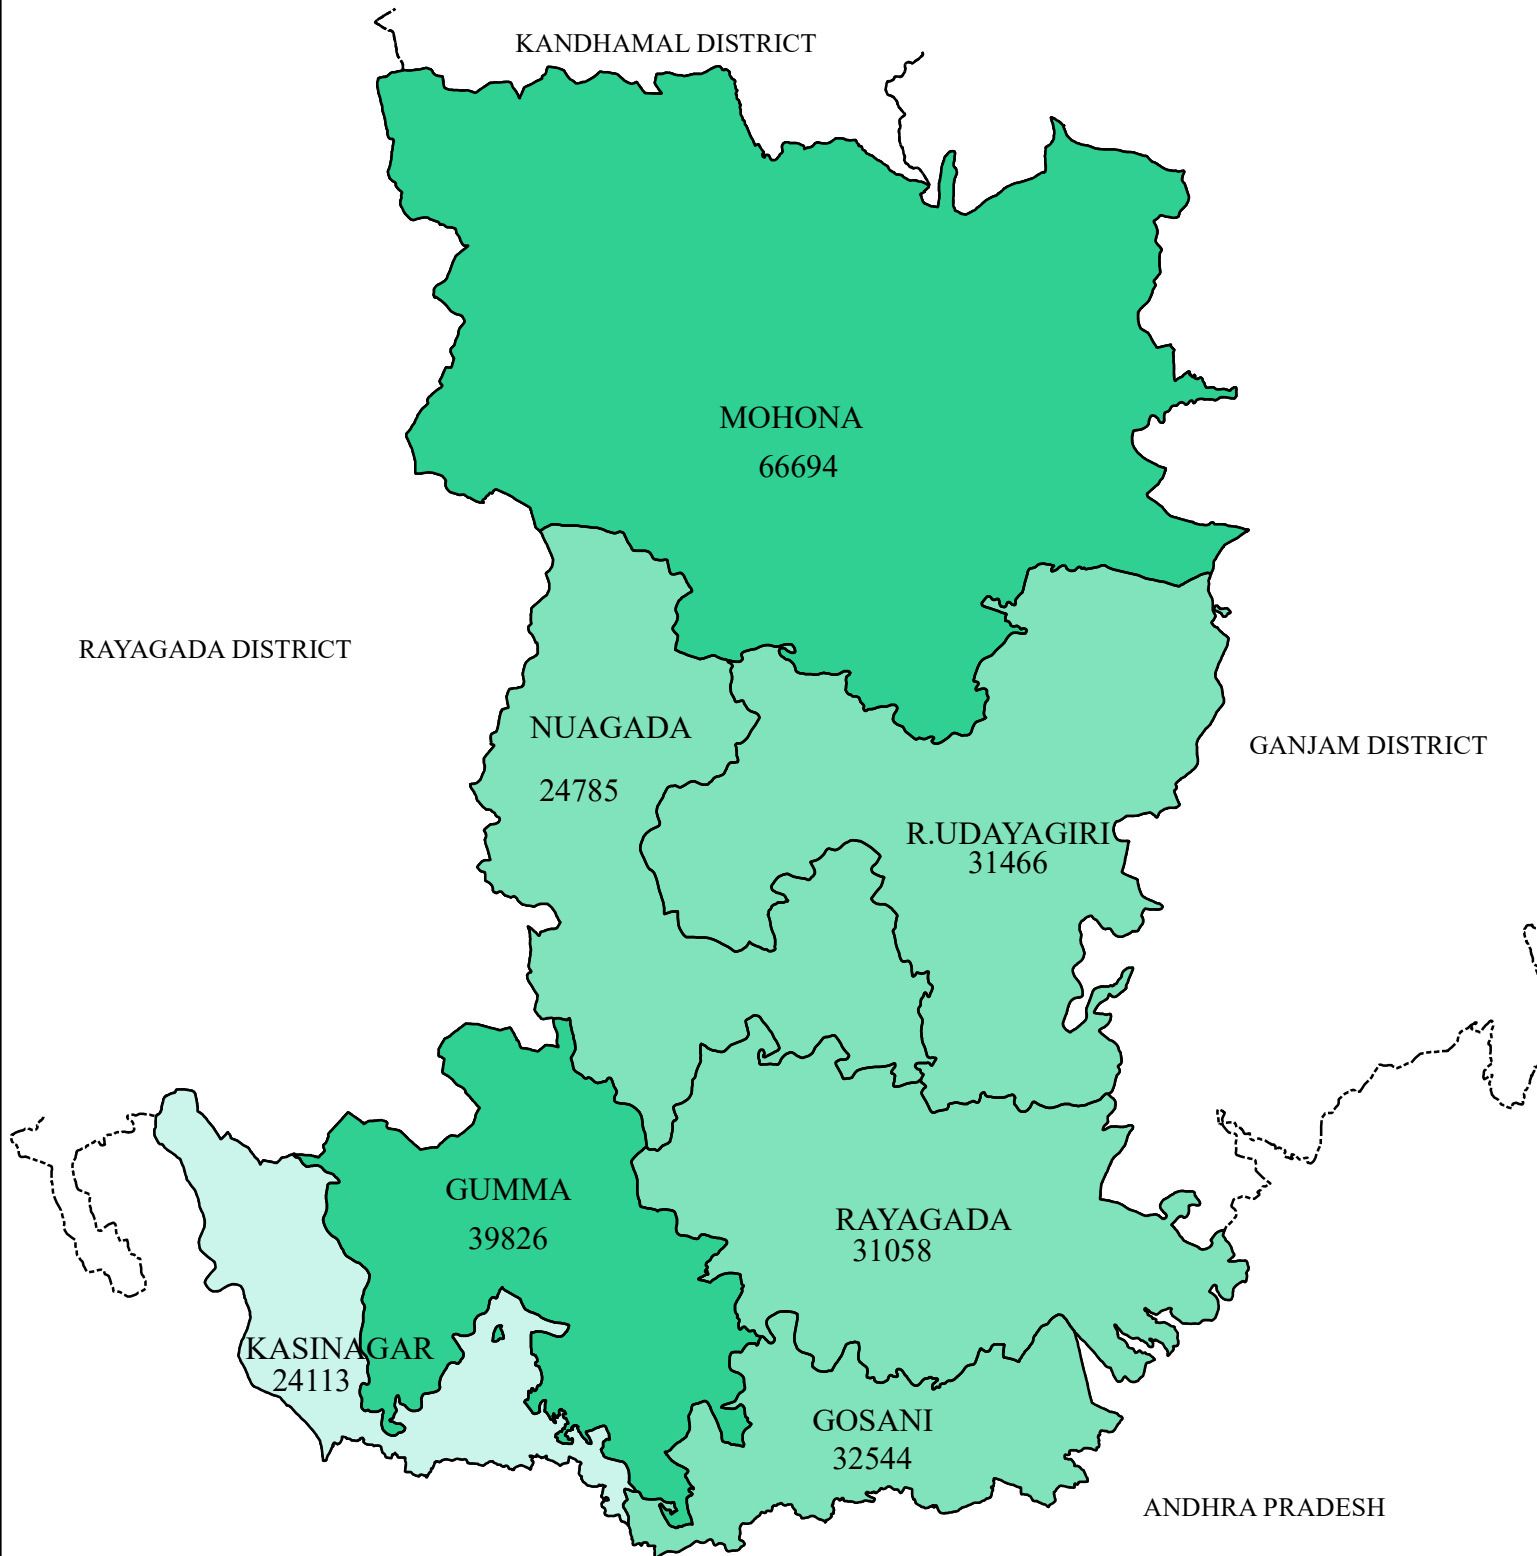 KANDHAMAL DISTRICT
MOHONA
66694
RAYAGADA DISTRICT
NUAGADA
24785
GANJAM DISTRICT
R.UDAYAGIRI
31466
GUMMA
39826
RAYAGADA
31058
KASINAGAR
24113
GOSANI
32544
ANDHRA PRADESH